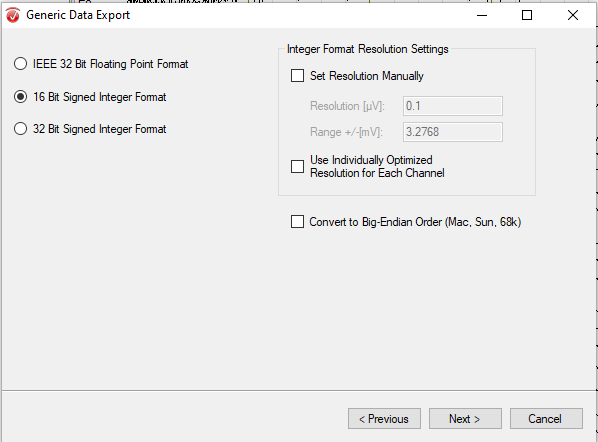 Generic Data Export
IEEE 32 Bit Floating Point Format
16 Bit Signed Integer Format
32 Bit Signed Integer Format
Integer Format Resolution Settings
Set Resolution Manually
Resolution [µV]: 0.1
Range +/-[mV]: 3.2768
Use Individually Optimized
Resolution for Each Channel
Convert to Big-Endian Order (Mac, Sun, 68k)
< Previous Next > Cancel